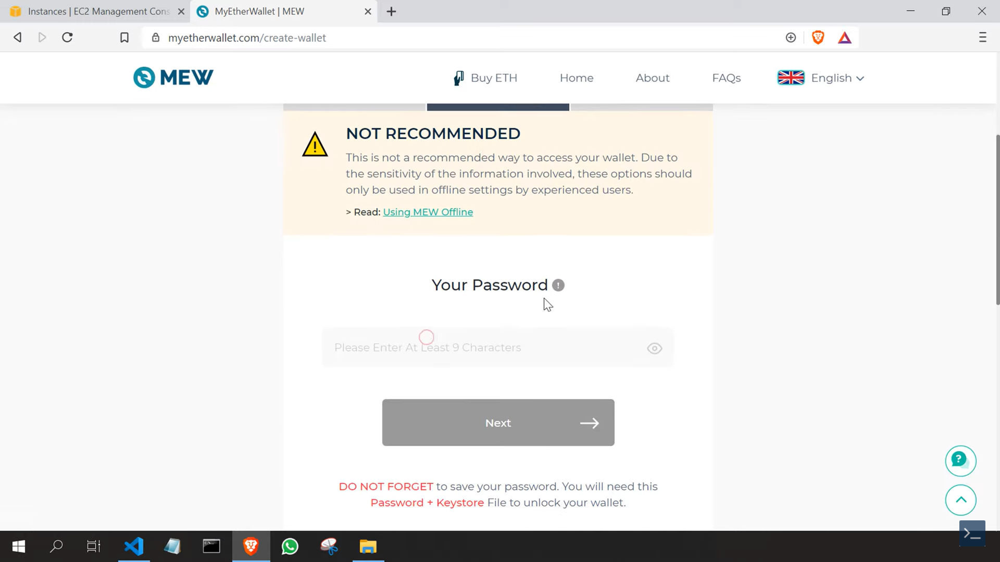 Instances | EC2 Management Cons
MyEtherWallet | MEW
myetherwallet.com/create-wallet
MEW
Buy ETH
Home
About
FAQs
English
NOT RECOMMENDED
This is not a recommended way to access your wallet. Due to
the sensitivity of the information involved, these options should
only be used in offline settings by experienced users.
> Read: Using MEW Offline
Your Password
Please Enter At Least 9 Characters
Next
DO NOT FORGET to save your password. You will need this
Password + Keystore File to unlock your wallet.